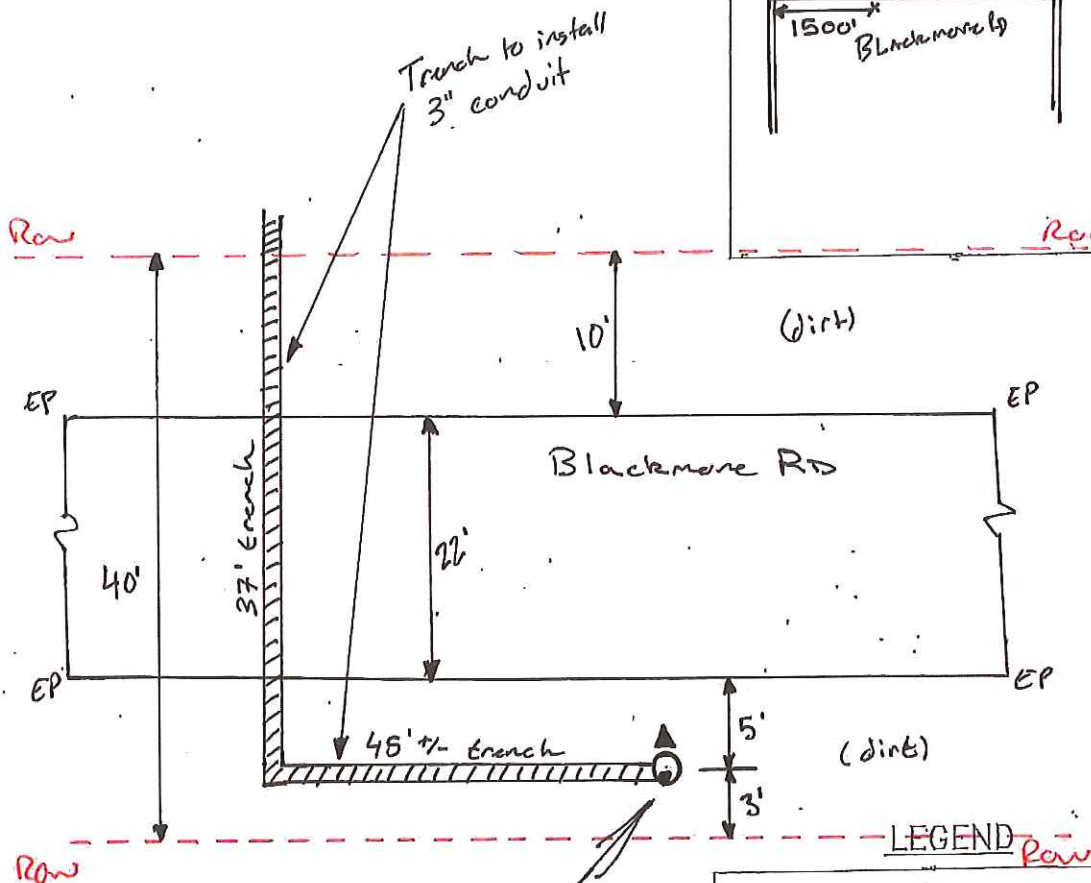 1500'
Blackmore RD
Trench to install
3" conduit
Row
Row
10'
(dirt)
EP
EP
Blackmore RD
37' trench
40'
22'
EP
EP
45' +/- trench
5'
(dirt)
3'
LEGEND
Row
Row